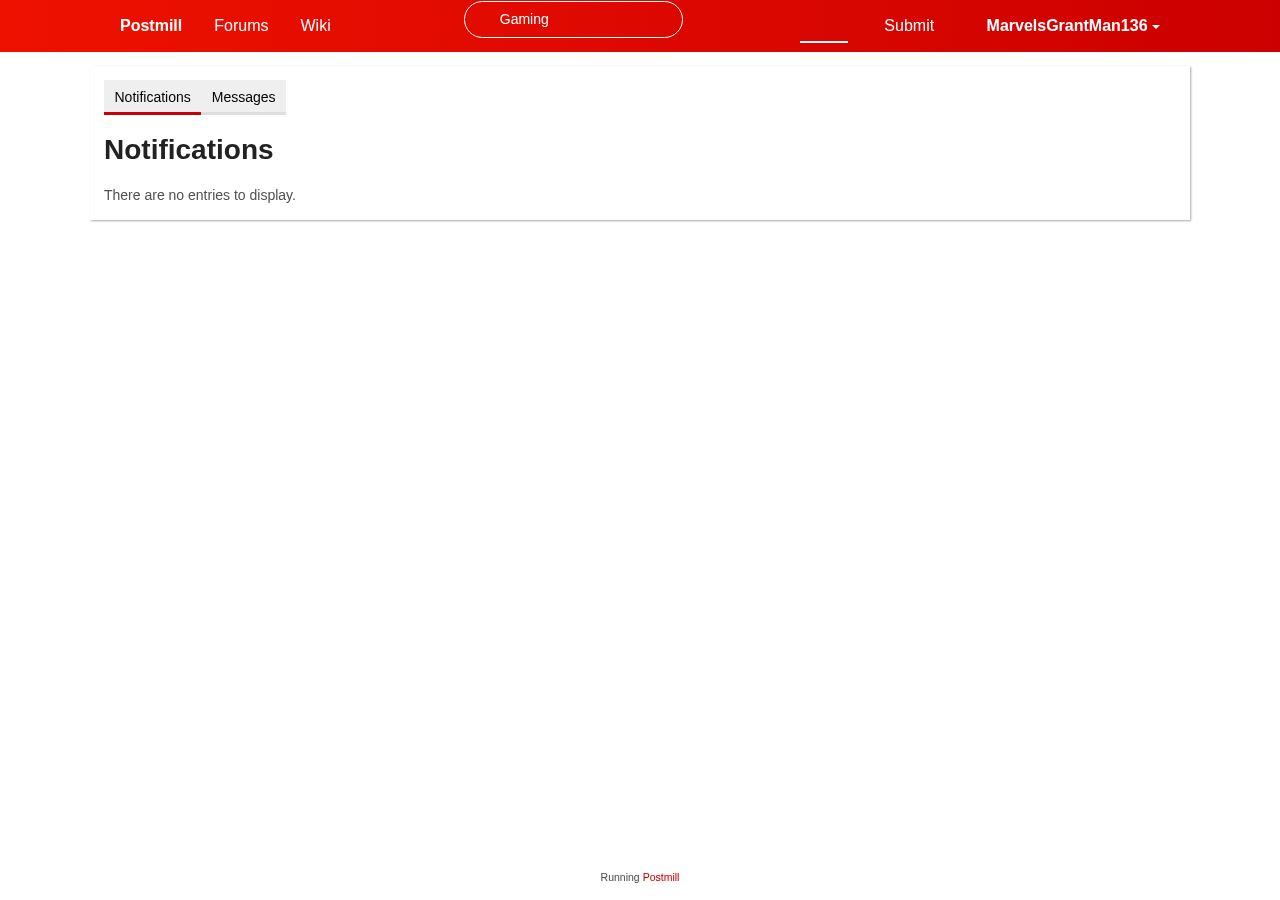 Postmill Forums Wiki Gaming Submit MarvelsGrantMan136
Notifications Messages
Notifications
There are no entries to display.
Running Postmill